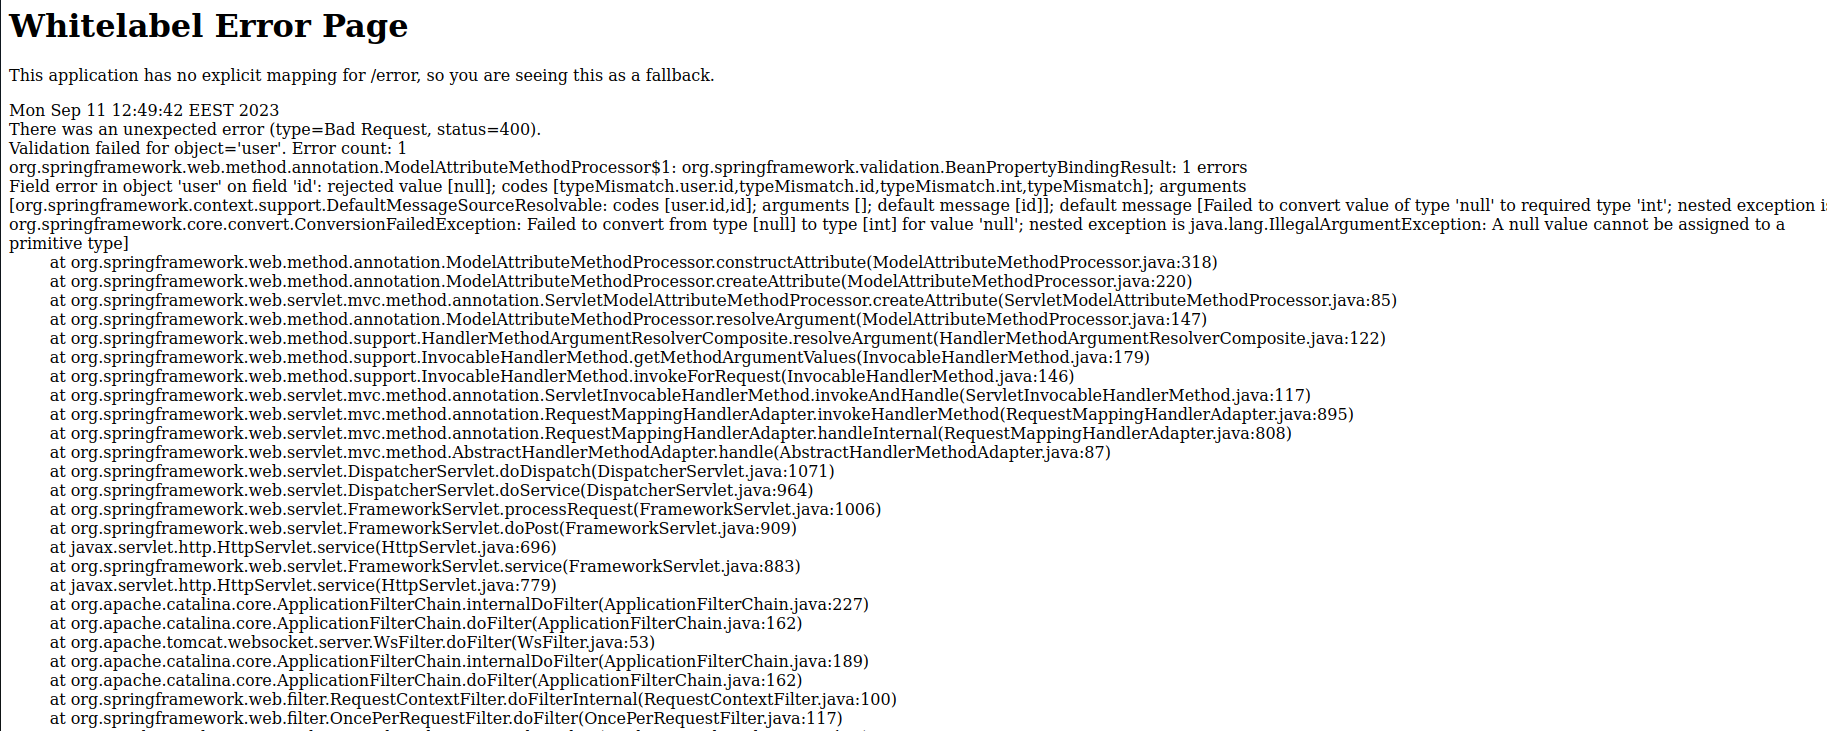 Whitelabel Error Page
This application has no explicit mapping for /error, so you are seeing this as a fallback.
Mon Sep 11 12:49:42 EEST 2023
There was an unexpected error (type=Bad Request, status=400).
Validation failed for object='user'. Error count: 1
org.springframework.web.method.annotation.ModelAttributeMethodProcessor$1: org.springframework.validation.BeanPropertyBindingResult: 1 errors
Field error in object 'user' on field 'id': rejected value [null]; codes [typeMismatch.user.id,typeMismatch.id,typeMismatch.int,typeMismatch]; arguments
[org.springframework.context.support.DefaultMessageSourceResolvable: codes [user.id,id]; arguments []; default message [id]]; default message [Failed to convert value of type 'null' to required type 'int'; nested exception is
org.springframework.core.convert.ConversionFailedException: Failed to convert from type [null] to type [int] for value 'null'; nested exception is java.lang.IllegalArgumentException: A null value cannot be assigned to a
primitive type]
at org.springframework.web.method.annotation.ModelAttributeMethodProcessor.constructAttribute(ModelAttributeMethodProcessor.java:318)
at org.springframework.web.method.annotation.ModelAttributeMethodProcessor.createAttribute(ModelAttributeMethodProcessor.java:220)
at org.springframework.web.servlet.mvc.method.annotation.ServletModelAttributeMethodProcessor.createAttribute(ServletModelAttributeMethodProcessor.java:85)
at org.springframework.web.method.annotation.ModelAttributeMethodProcessor.resolveArgument(ModelAttributeMethodProcessor.java:147)
at org.springframework.web.method.support.HandlerMethodArgumentResolverComposite.resolveArgument(HandlerMethodArgumentResolverComposite.java:122)
at org.springframework.web.method.support.InvocableHandlerMethod.getMethodArgumentValues(InvocableHandlerMethod.java:179)
at org.springframework.web.method.support.InvocableHandlerMethod.invokeForRequest(InvocableHandlerMethod.java:146)
at org.springframework.web.servlet.mvc.method.annotation.ServletInvocableHandlerMethod.invokeAndHandle(ServletInvocableHandlerMethod.java:117)
at org.springframework.web.servlet.mvc.method.annotation.RequestMappingHandlerAdapter.invokeHandlerMethod(RequestMappingHandlerAdapter.java:895)
at org.springframework.web.servlet.mvc.method.annotation.RequestMappingHandlerAdapter.handleInternal(RequestMappingHandlerAdapter.java:808)
at org.springframework.web.servlet.mvc.method.AbstractHandlerMethodAdapter.handle(AbstractHandlerMethodAdapter.java:87)
at org.springframework.web.servlet.DispatcherServlet.doDispatch(DispatcherServlet.java:1071)
at org.springframework.web.servlet.DispatcherServlet.doService(DispatcherServlet.java:964)
at org.springframework.web.servlet.FrameworkServlet.processRequest(FrameworkServlet.java:1006)
at org.springframework.web.servlet.FrameworkServlet.doPost(FrameworkServlet.java:909)
at javax.servlet.http.HttpServlet.service(HttpServlet.java:696)
at org.springframework.web.servlet.FrameworkServlet.service(FrameworkServlet.java:883)
at javax.servlet.http.HttpServlet.service(HttpServlet.java:779)
at org.apache.catalina.core.ApplicationFilterChain.internalDoFilter(ApplicationFilterChain.java:227)
at org.apache.catalina.core.ApplicationFilterChain.doFilter(ApplicationFilterChain.java:162)
at org.apache.tomcat.websocket.server.WsFilter.doFilter(WsFilter.java:53)
at org.apache.catalina.core.ApplicationFilterChain.internalDoFilter(ApplicationFilterChain.java:189)
at org.apache.catalina.core.ApplicationFilterChain.doFilter(ApplicationFilterChain.java:162)
at org.springframework.web.filter.RequestContextFilter.doFilterInternal(RequestContextFilter.java:100)
at org.springframework.web.filter.OncePerRequestFilter.doFilter(OncePerRequestFilter.java:117)